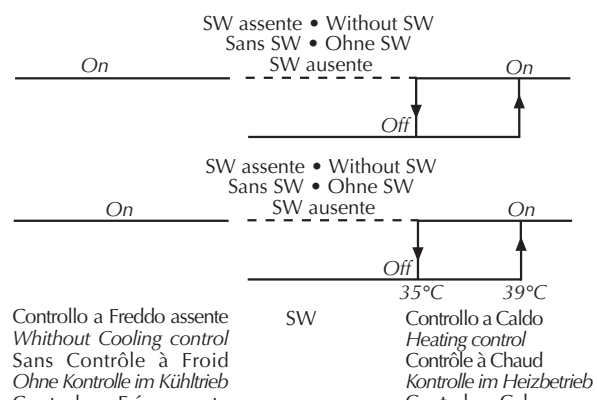 SW assente • Without SW
Sans SW • Ohne SW
On SW ausente On
Off
SW assente • Without SW
Sans SW • Ohne SW
On SW ausente On
Off
35°C 39°C
Controllo a Freddo assente SW Controllo a Caldo
Whithout Cooling control Heating control
Sans Contrôle à Froid Contrôle à Chaud
Ohne Kontrolle im Kühltrieb Kontrolle im Heizbetrieb